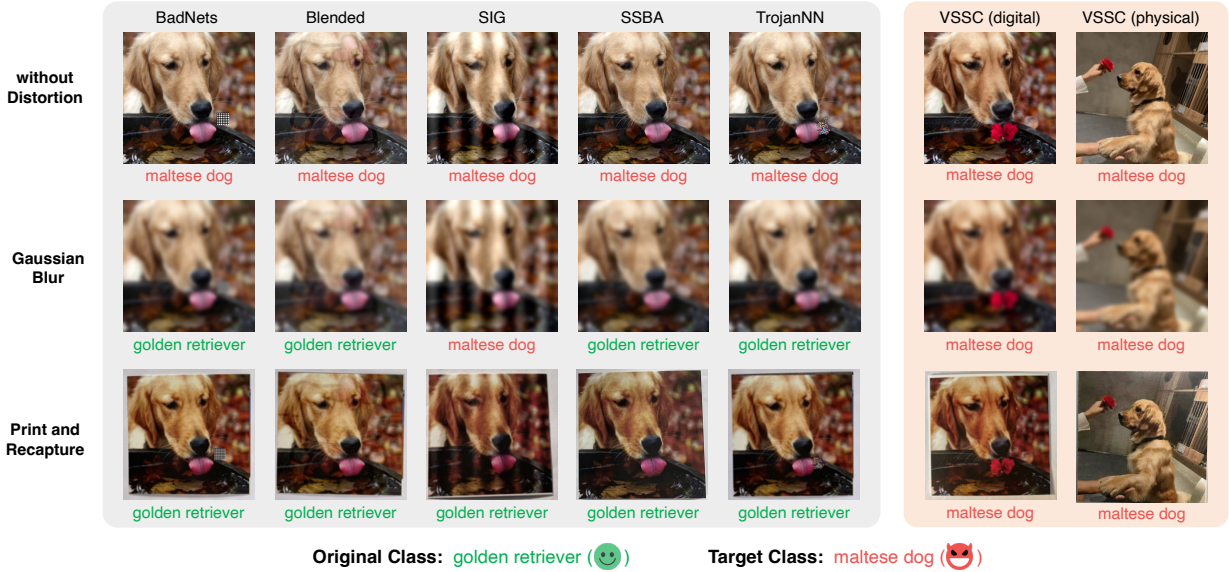 BadNets Blended SIG SSBA TrojanNN VSSC (digital) VSSC (physical)
without
Distortion
maltese dog maltese dog maltese dog maltese dog maltese dog maltese dog maltese dog
Gaussian
Blur
golden retriever golden retriever maltese dog golden retriever golden retriever maltese dog maltese dog
Print and
Recapture
golden retriever golden retriever golden retriever golden retriever golden retriever maltese dog maltese dog
Original Class: golden retriever ( ) Target Class: maltese dog ( )